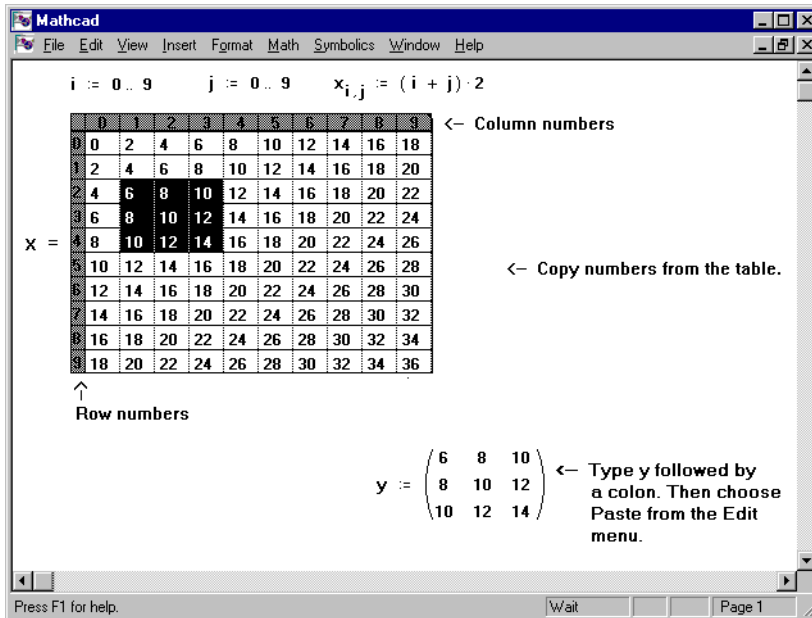 Mathcad
File Edit View Insert Format Math Symbolics Window Help
i := 0 .. 9 j := 0 .. 9 x i,j := ( i + j ) · 2
0 1 2 3 4 5 6 7 8 9 <– Column numbers
0 0 2 4 6 8 10 12 14 16 18
1 2 4 6 8 10 12 14 16 18 20
2 4 6 8 10 12 14 16 18 20 22
3 6 8 10 12 14 16 18 20 22 24
x = 4 8 10 12 14 16 18 20 22 24 26
5 10 12 14 16 18 20 22 24 26 28 <– Copy numbers from the table.
6 12 14 16 18 20 22 24 26 28 30
7 14 16 18 20 22 24 26 28 30 32
8 16 18 20 22 24 26 28 30 32 34
9 18 20 22 24 26 28 30 32 34 36
Row numbers
6 8 10 <– Type y followed by
y := 8 10 12 a colon. Then choose
10 12 14 Paste from the Edit
menu.
Press F1 for help. Wait Page 1